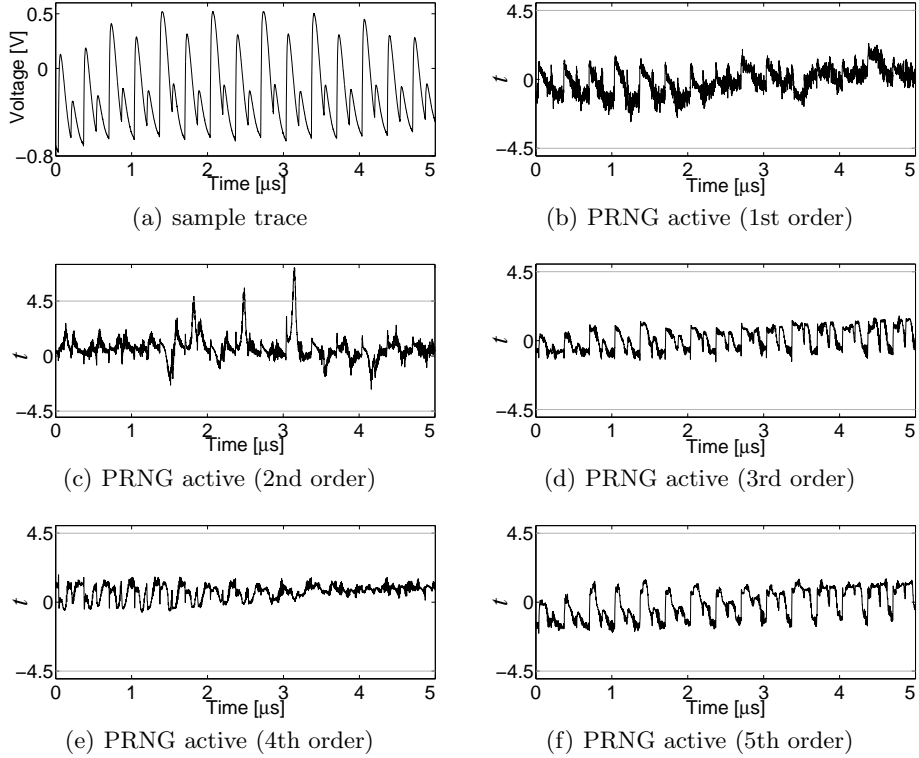 Voltage [V]
0.5
0
−0.8
0 1 2 3 4 5
Time [μs]
(a) sample trace
t
4.5
0
−4.5
0 1 2 3 4 5
Time [μs]
(b) PRNG active (1st order)
t
4.5
0
−4.5
0 1 2 3 4 5
Time [μs]
(c) PRNG active (2nd order)
t
4.5
0
−4.5
0 1 2 3 4 5
Time [μs]
(d) PRNG active (3rd order)
t
4.5
0
−4.5
0 1 2 3 4 5
Time [μs]
(e) PRNG active (4th order)
t
4.5
0
−4.5
0 1 2 3 4 5
Time [μs]
(f) PRNG active (5th order)